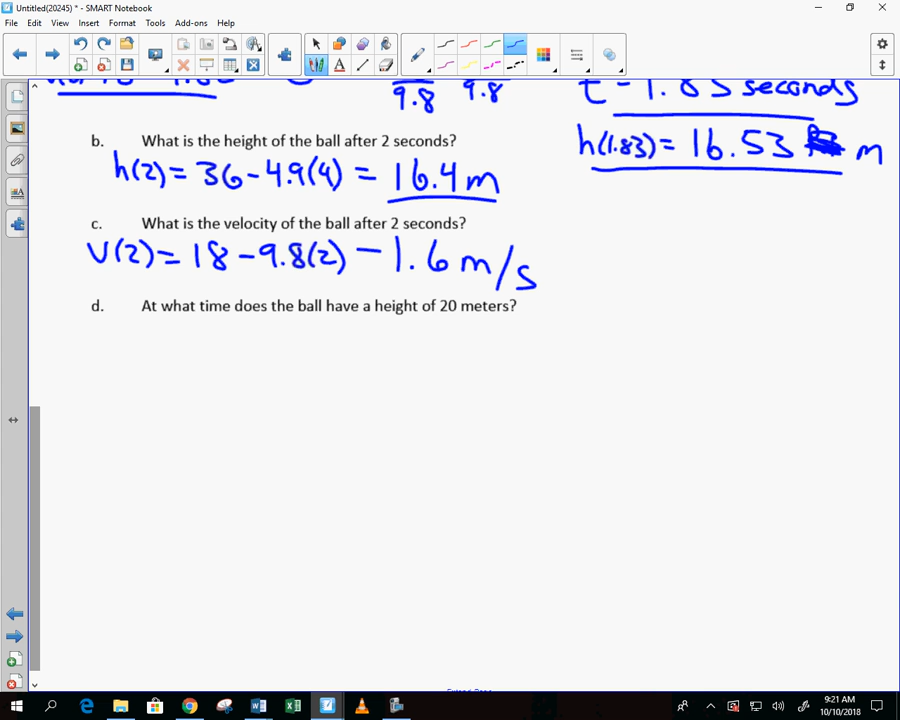 Untitled(20245) * - SMART Notebook
File Edit View Insert Format Tools Add-ons Help
9.8 9.8
t = 1.83 seconds
b. What is the height of the ball after 2 seconds?
h(1.83) = 16.53 m
h(2) = 36 - 4.9(4) = 16.4 m
c. What is the velocity of the ball after 2 seconds?
v(2) = 18 - 9.8(2) - 1.6 m/s
d. At what time does the ball have a height of 20 meters?
9:21 AM
10/10/2018